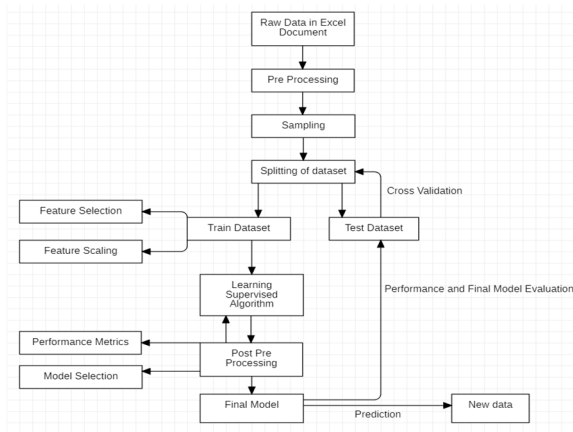 Raw Data in Excel
Document
Pre Processing
Sampling
Splitting of dataset
Cross Validation
Feature Selection
Train Dataset
Test Dataset
Feature Scaling
Learning
Supervised
Algorithm
Performance and Final Model Evaluation
Performance Metrics
Post Pre
Processing
Model Selection
Final Model
Prediction
New data